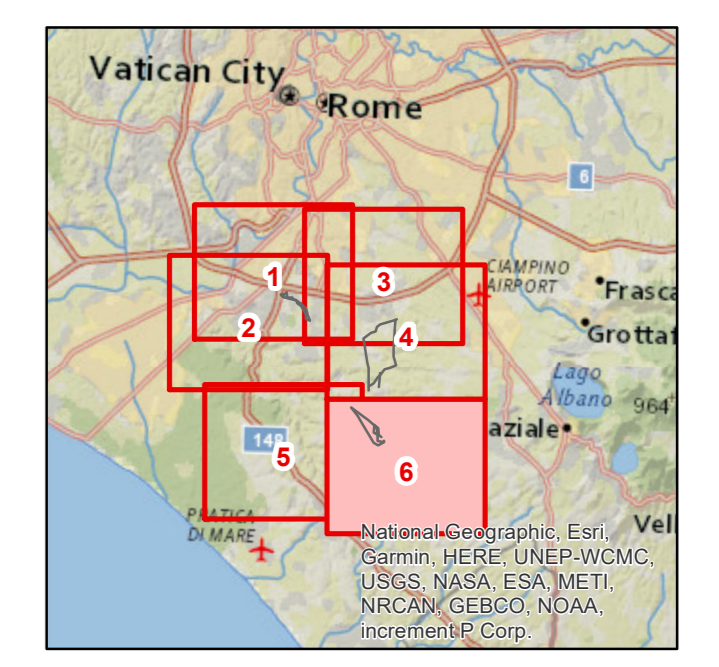 Vatican City
Rome
6
1
3
CIAMPINO
AIRPORT
Frasca
2
4
Grottaf
Lago
Albano
964
aziale
148
5
6
PRATICA
DI MARE
Vell
National Geographic, Esri,
Garmin, HERE, UNEP-WCMC,
USGS, NASA, ESA, METI,
NRCAN, GEBCO, NOAA,
increment P Corp.